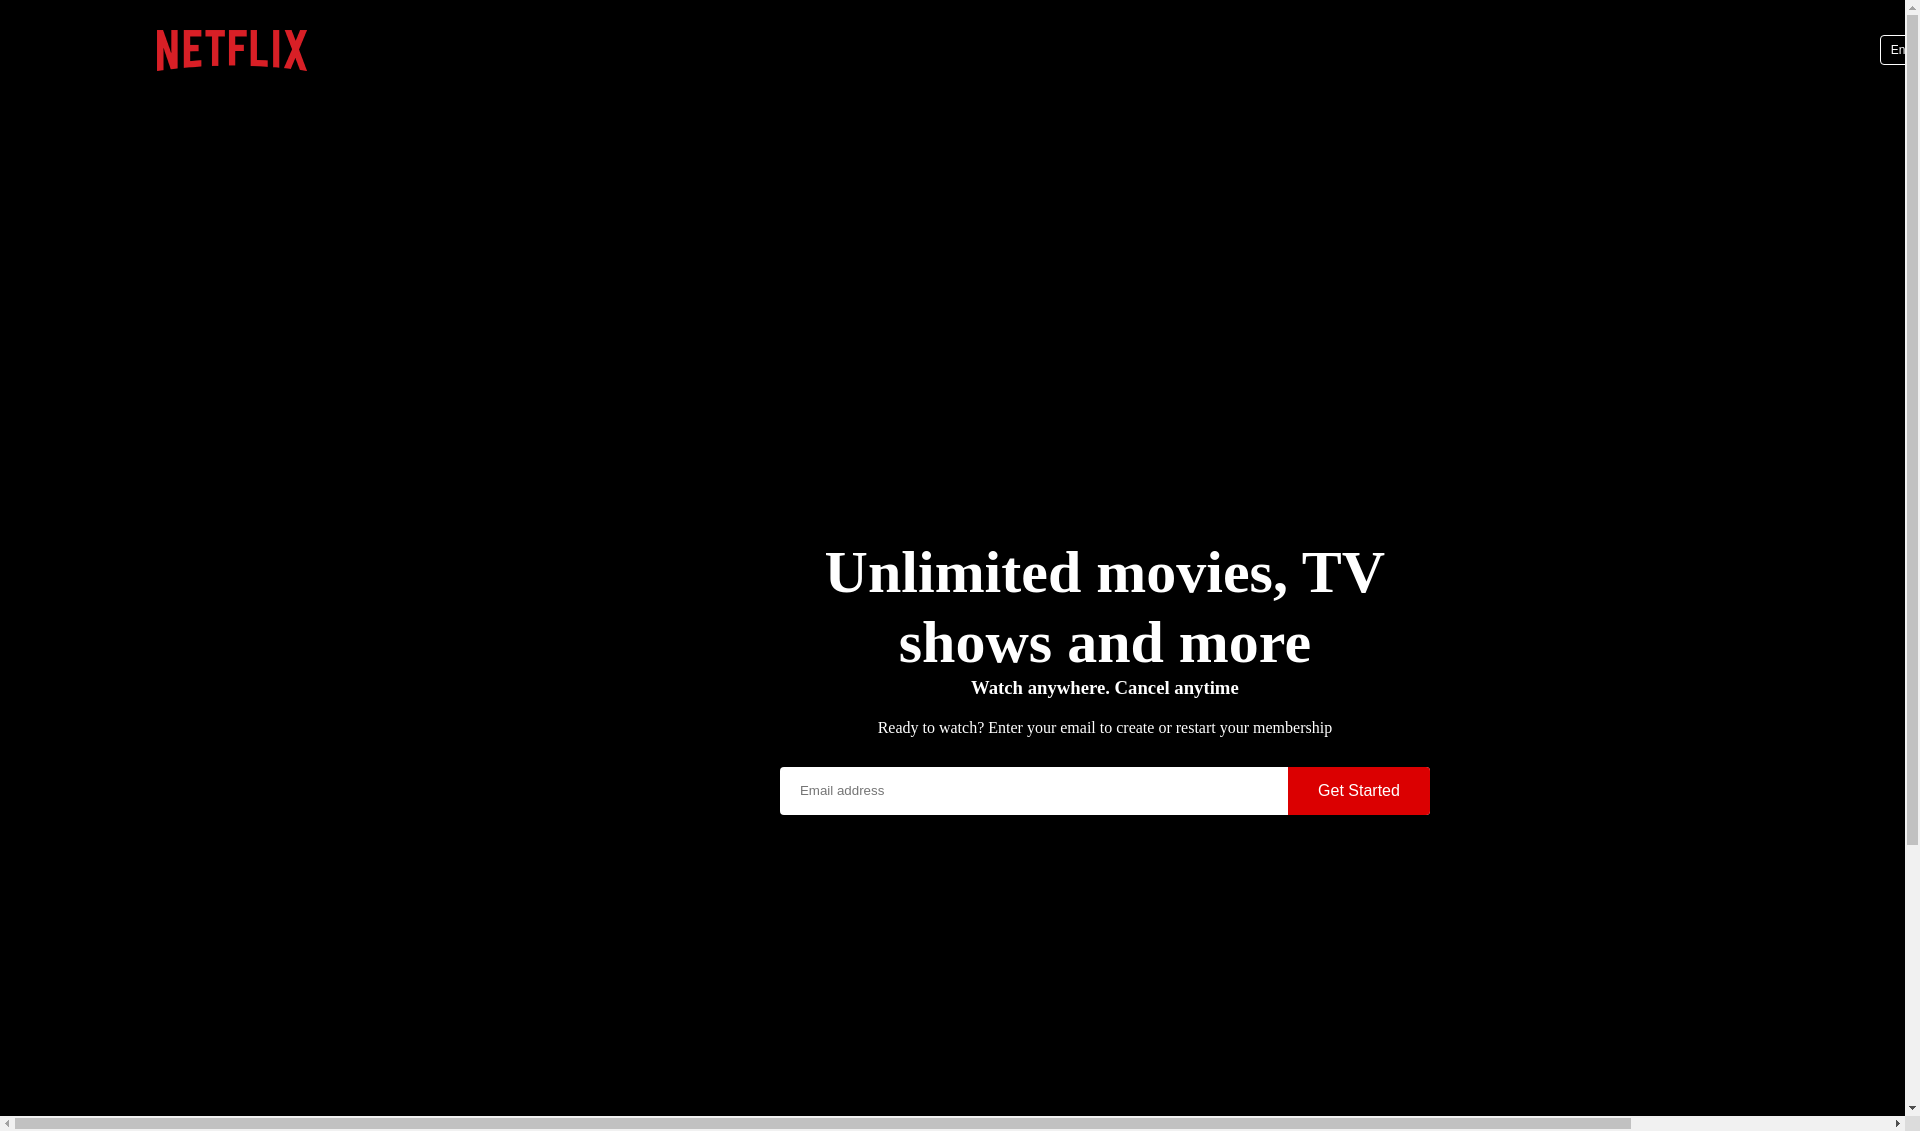 NETFLIX
En
Unlimited movies, TV
shows and more
Watch anywhere. Cancel anytime
Ready to watch? Enter your email to create or restart your membership
Email address
Get Started